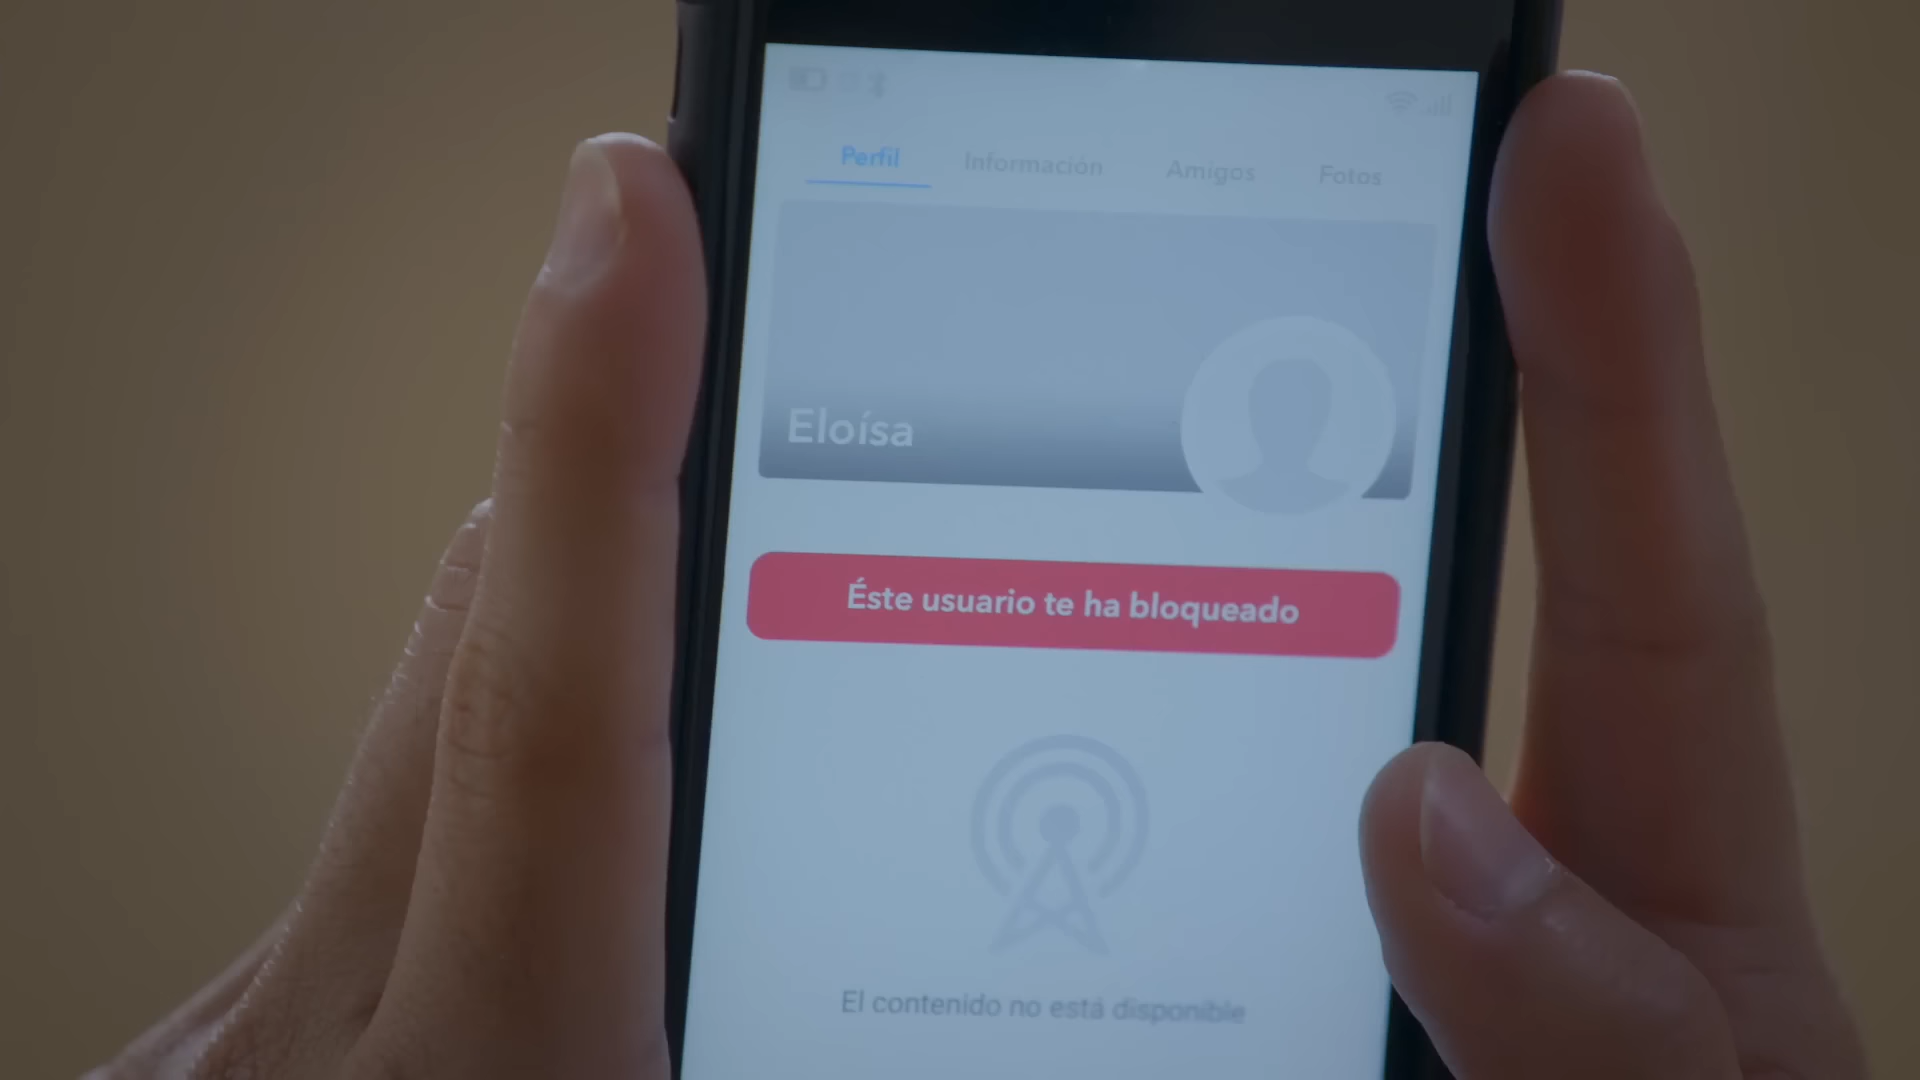 Perfil Información Amigos Fotos
Eloísa
Éste usuario te ha bloqueado
El contenido no está disponible